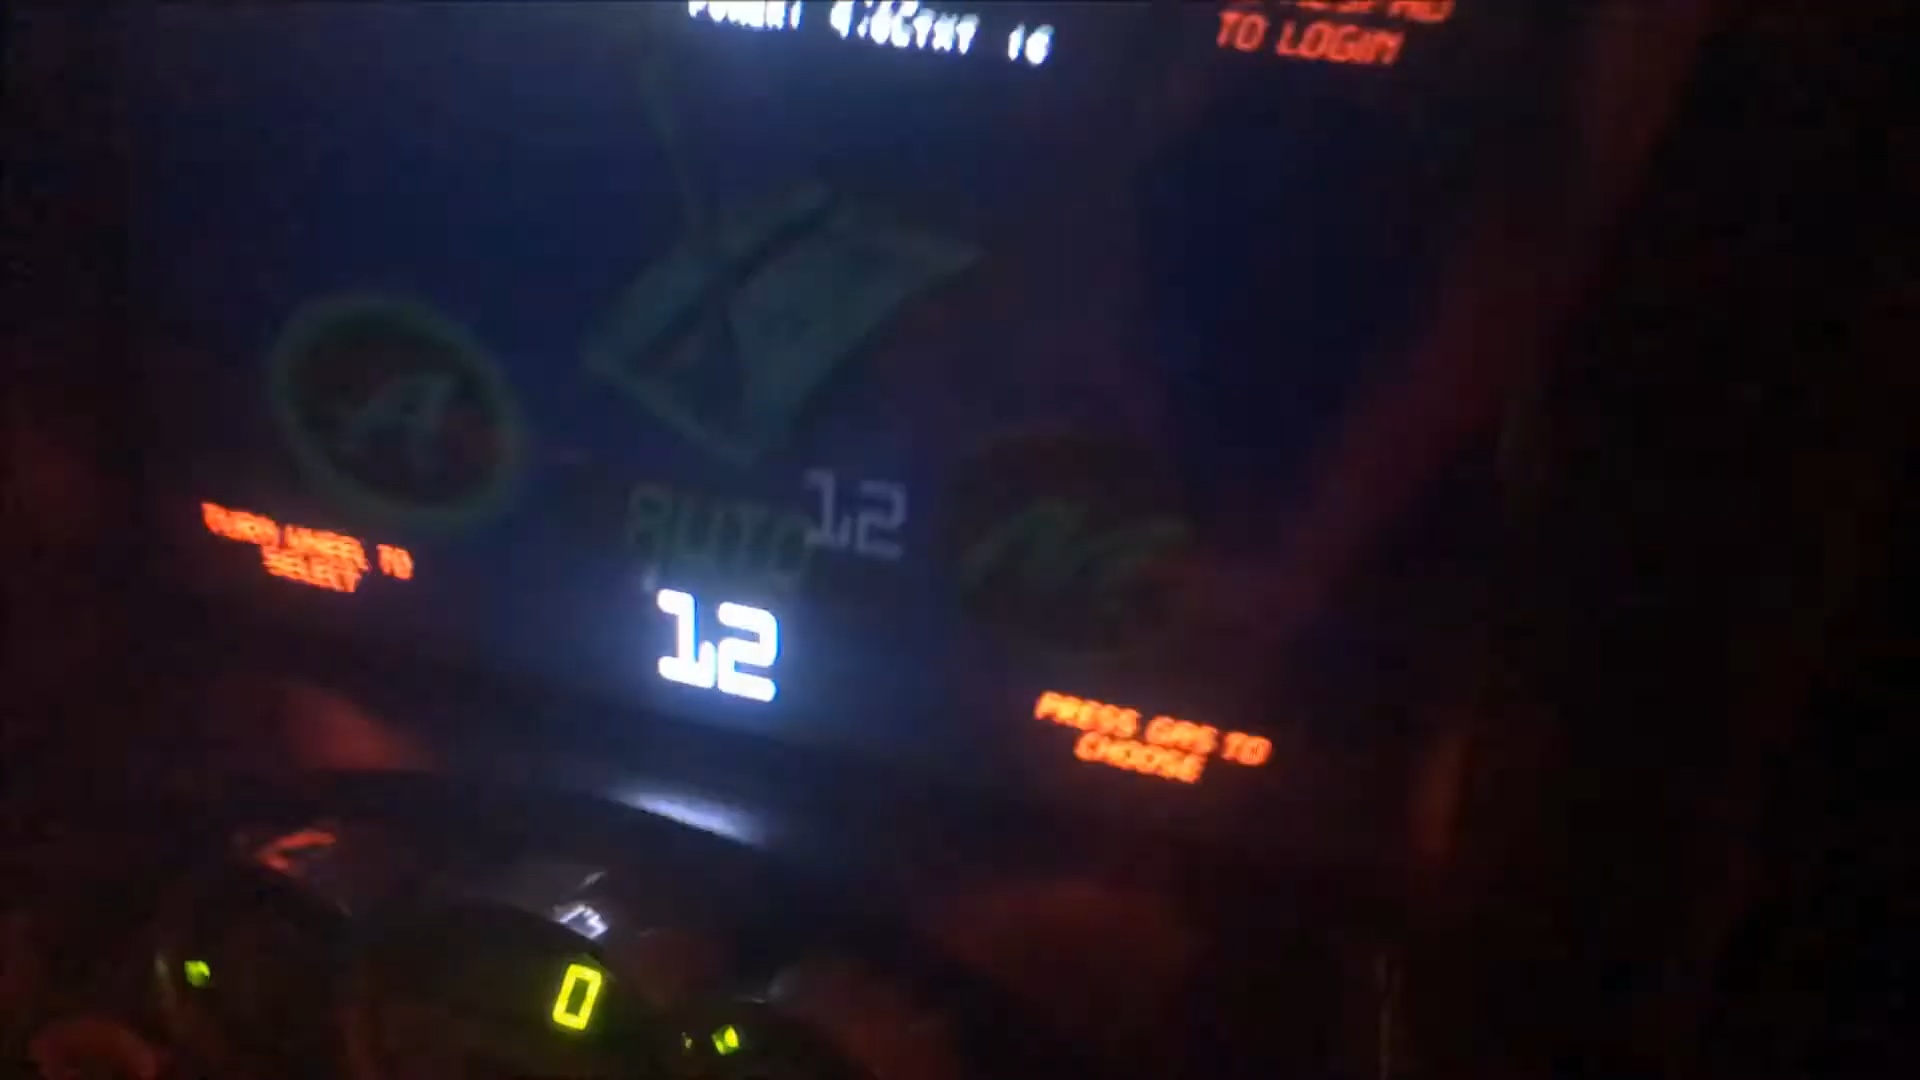 TO LOGIN
AUTO
12
12
TURN WHEEL TO
SELECT
PRESS GAS TO
CHOOSE
0